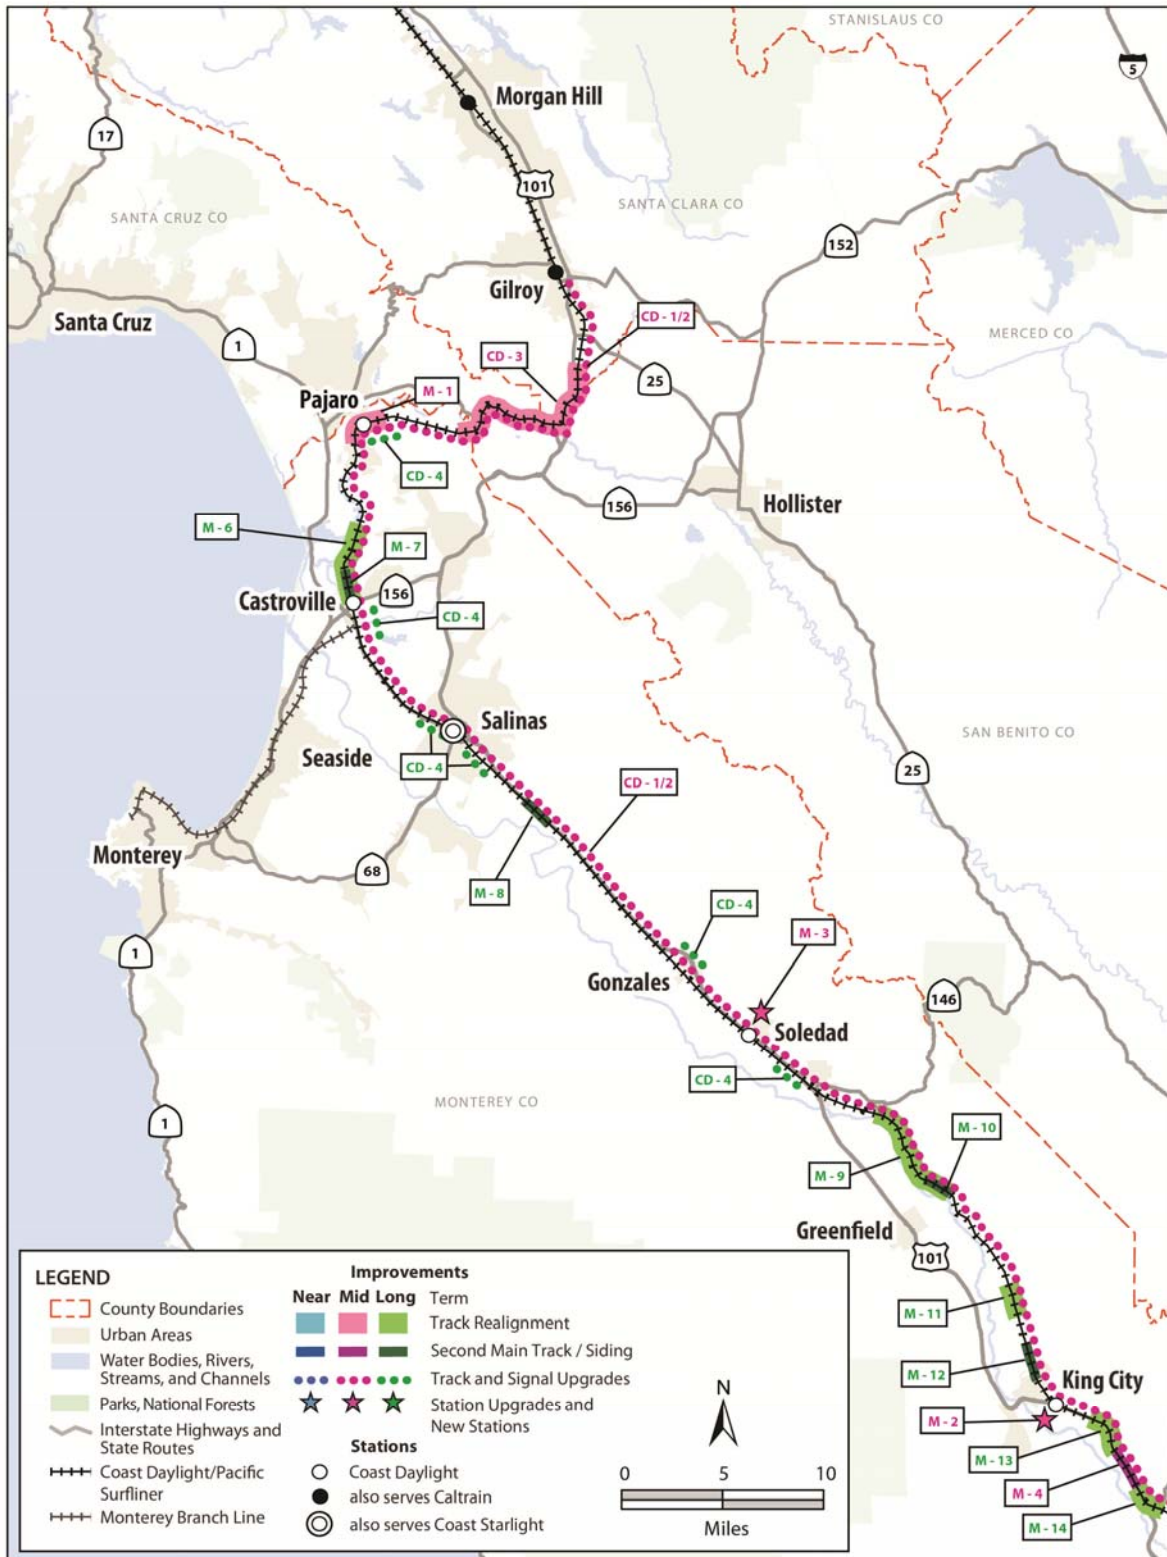 STANISLAUS CO
5
Morgan Hill
17
101
SANTA CRUZ CO
SANTA CLARA CO
152
Gilroy
Santa Cruz
CD - 1/2
1
MERCED CO
CD - 3
25
M - 1
Pajaro
CD - 4
156
Hollister
M - 6
M - 7
156
Castroville
CD - 4
Salinas
SAN BENITO CO
Seaside
CD - 4
25
CD - 1/2
Monterey
68
M - 8
CD - 4
M - 3
1
Gonzales
146
Soledad
CD - 4
MONTEREY CO
1
M - 10
M - 9
Greenfield
101
M - 11
M - 12
King City
M - 2
M - 13
M - 4
M - 14
LEGEND
County Boundaries
Urban Areas
Water Bodies, Rivers,
Streams, and Channels
Parks, National Forests
Interstate Highways and
State Routes
Coast Daylight/Pacific
Surfliner
Monterey Branch Line
Improvements
Near Mid Long Term
Track Realignment
Second Main Track / Siding
Track and Signal Upgrades
Station Upgrades and
New Stations
Stations
Coast Daylight
also serves Caltrain
also serves Coast Starlight
N
0 5 10
Miles